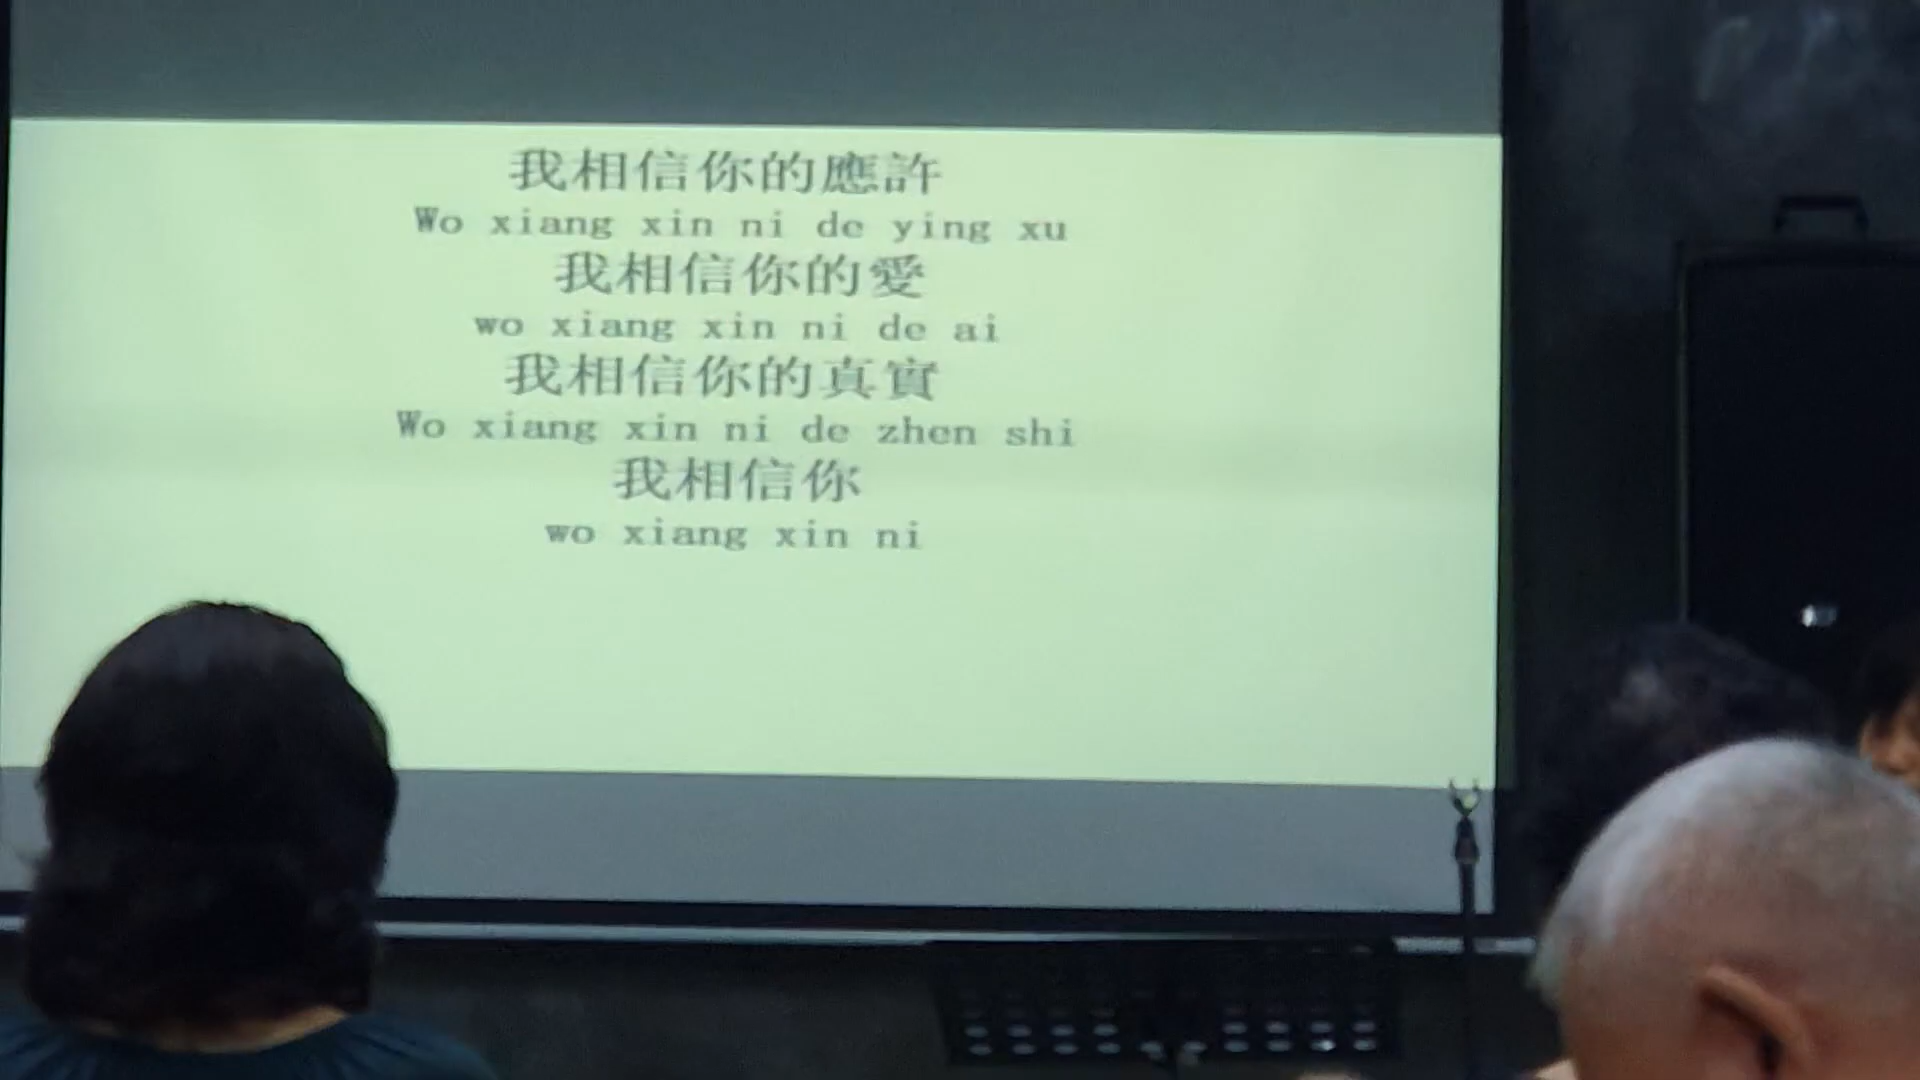 我相信你的應許
Wo xiang xin ni de ying xu
我相信你的愛
wo xiang xin ni de ai
我相信你的真實
Wo xiang xin ni de zhen shi
我相信你
wo xiang xin ni